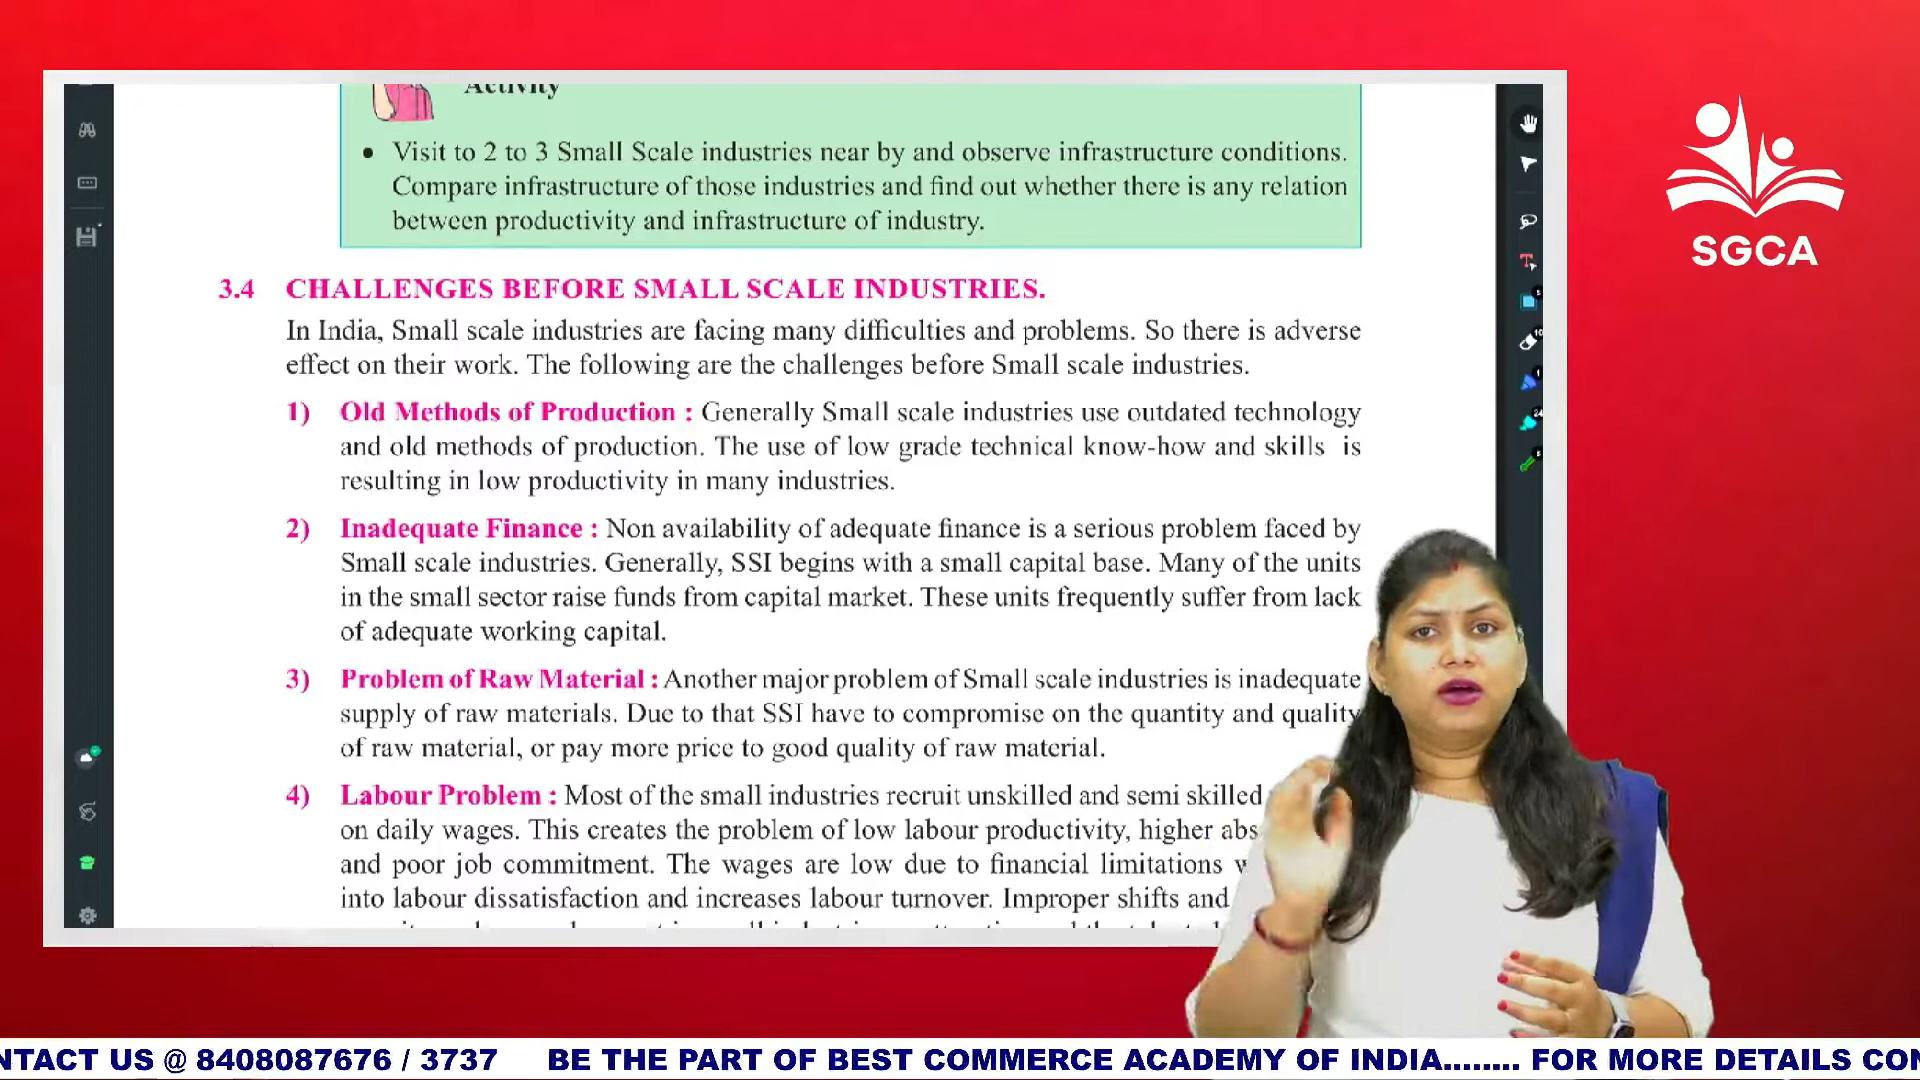 Activity
• Visit to 2 to 3 Small Scale industries near by and observe infrastructure conditions.
Compare infrastructure of those industries and find out whether there is any relation
between productivity and infrastructure of industry.
SGCA
3.4 CHALLENGES BEFORE SMALL SCALE INDUSTRIES.
In India, Small scale industries are facing many difficulties and problems. So there is adverse
effect on their work. The following are the challenges before Small scale industries.
1) Old Methods of Production : Generally Small scale industries use outdated technology
and old methods of production. The use of low grade technical know-how and skills is
resulting in low productivity in many industries.
2) Inadequate Finance : Non availability of adequate finance is a serious problem faced by
Small scale industries. Generally, SSI begins with a small capital base. Many of the units
in the small sector raise funds from capital market. These units frequently suffer from lack
of adequate working capital.
3) Problem of Raw Material : Another major problem of Small scale industries is inadequate
supply of raw materials. Due to that SSI have to compromise on the quantity and quality
of raw material, or pay more price to good quality of raw material.
4) Labour Problem : Most of the small industries recruit unskilled and semi skilled
on daily wages. This creates the problem of low labour productivity, higher abs
and poor job commitment. The wages are low due to financial limitations w
into labour dissatisfaction and increases labour turnover. Improper shifts and
NTACT US @ 8408087676 / 3737 BE THE PART OF BEST COMMERCE ACADEMY OF INDIA........ FOR MORE DETAILS CON